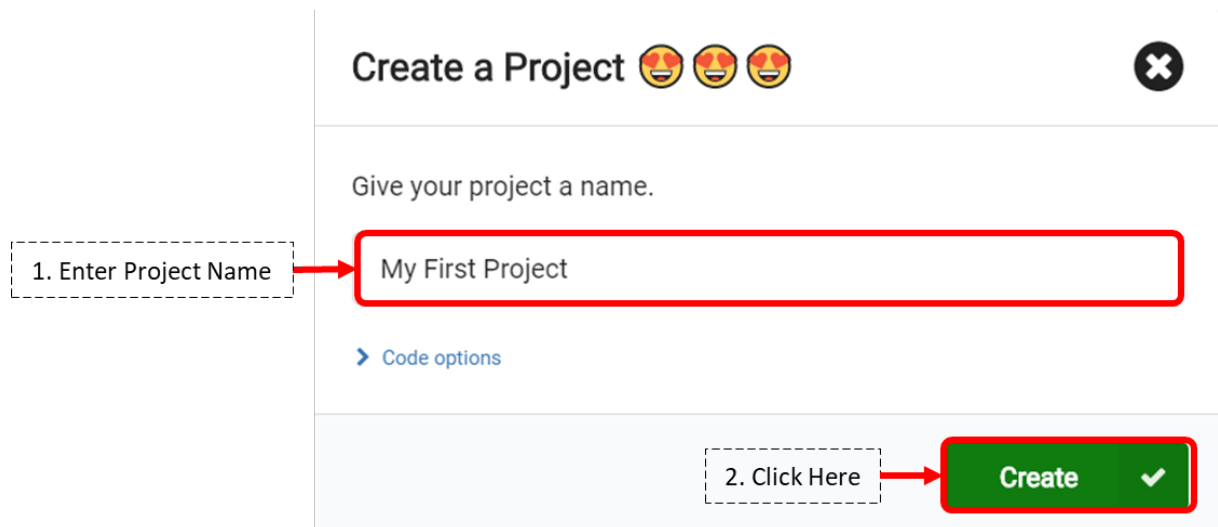 Create a Project 😍 😍 😍
Give your project a name.
1. Enter Project Name
My First Project
Code options
2. Click Here
Create